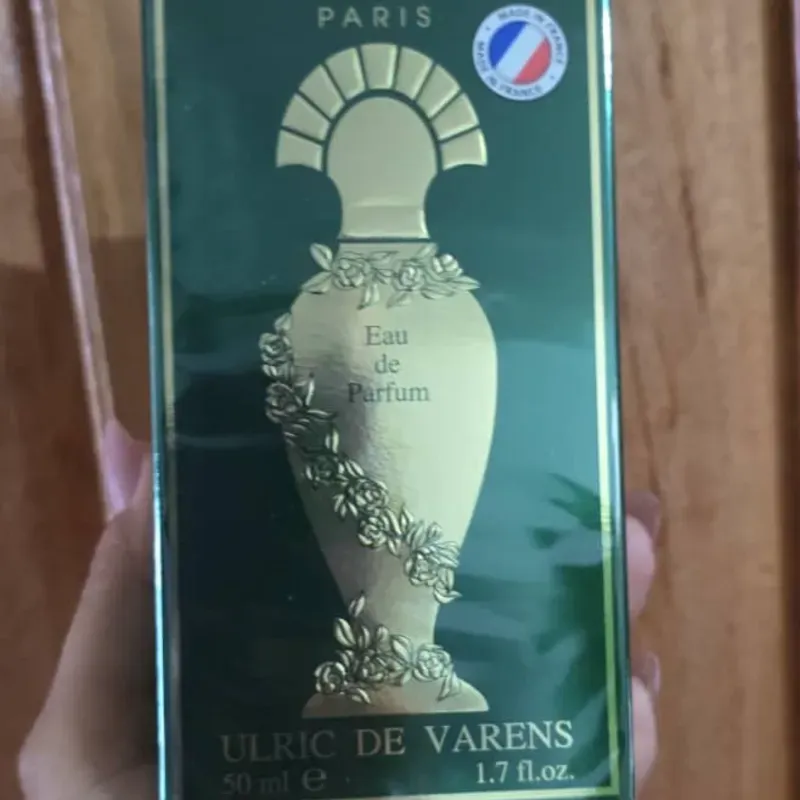 PARIS
MADE IN FRANCE
MADE IN FRANCE
Eau
de
Parfum
ULRIC DE VARENS
50 ml e 1.7 fl.oz.